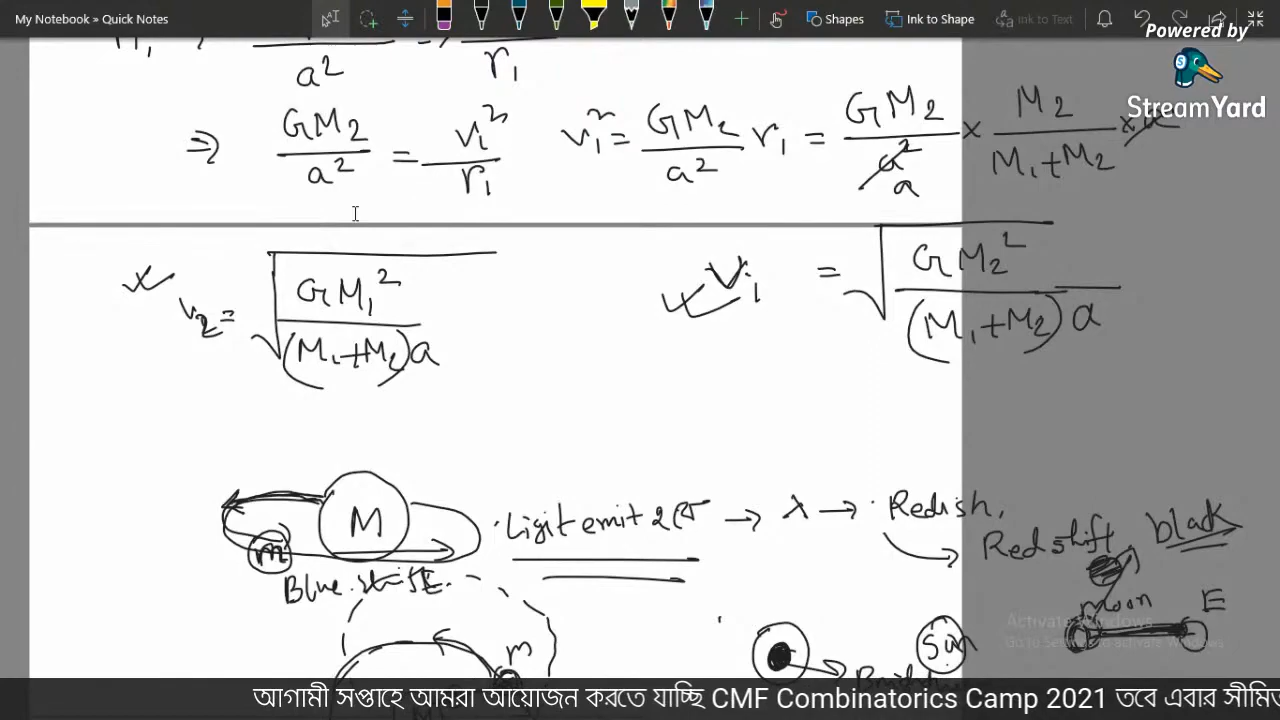 My Notebook » Quick Notes
Shapes
Ink to Shape
Ink to Text
Powered by
StreamYard
a² r₁
⇒ GM₂/a² = v₁²/r₁ v₁² = GM₂/a² r₁ = GM₂/a² a × M₂/(M₁+M₂) × a
v₂ = √(GM₁²/(M₁+M₂)a) V₁ = √(GM₂²/(M₁+M₂)a)
M
m
Light emit → λ → Redish,
Red shift
black
Blue shift
moon E
m
Sun
Activate Windows
আগামী সপ্তাহে আমরা আয়োজন করতে যাচ্ছি CMF Combinatorics Camp 2021 তবে এবার সীমিত